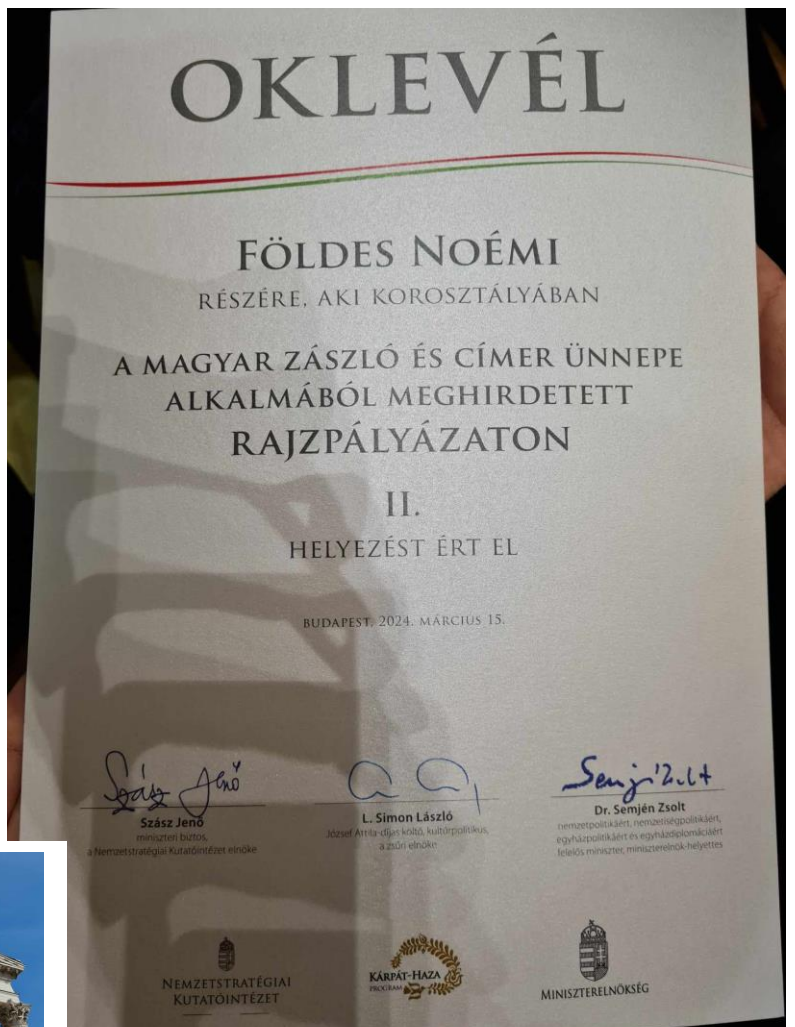 OKLEVÉL
FÖLDES NOÉMI
RÉSZÉRE, AKI KOROSZTÁLYÁBAN
A MAGYAR ZÁSZLÓ ÉS CÍMER ÜNNEPE
ALKALMÁBÓL MEGHIRDETETT
RAJZPÁLYÁZATON
II.
HELYEZÉST ÉRT EL
BUDAPEST, 2024. MÁRCIUS 15.
Szász Jenő
Szász Jenő
miniszteri biztos,
a Nemzetstratégiai Kutatóintézet elnöke
L. Simon László
József Attila-díjas költő, kultúrpolitikus,
a zsűri elnöke
Dr. Semjén Zsolt
nemzetpolitikáért, nemzetiségpolitikáért,
egyházpolitikáért és egyházdiplomáciáért
felelős miniszter, miniszterelnök-helyettes
NEMZETSTRATÉGIAI
KUTATÓINTÉZET
KÁRPÁT-HAZA
PROGRAM
MINISZTERELNÖKSÉG